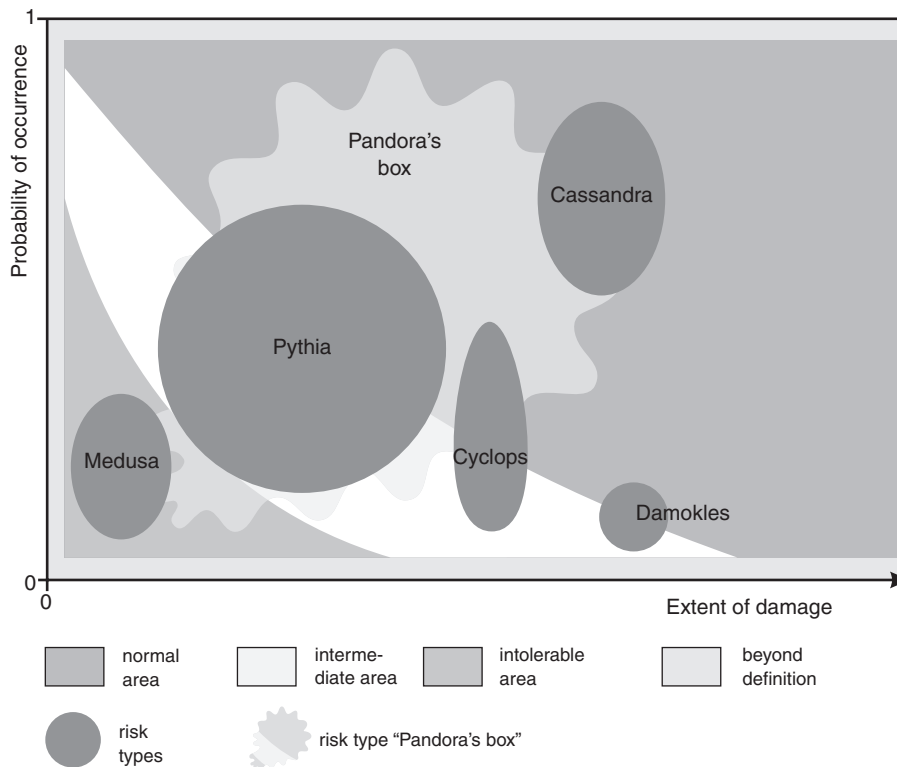 1
Probability of occurrence
Pandora's
box
Cassandra
Pythia
Medusa
Cyclops
Damokles
0
0
Extent of damage
normal
area
interme-
diate area
intolerable
area
beyond
definition
risk
types
risk type “Pandora's box”